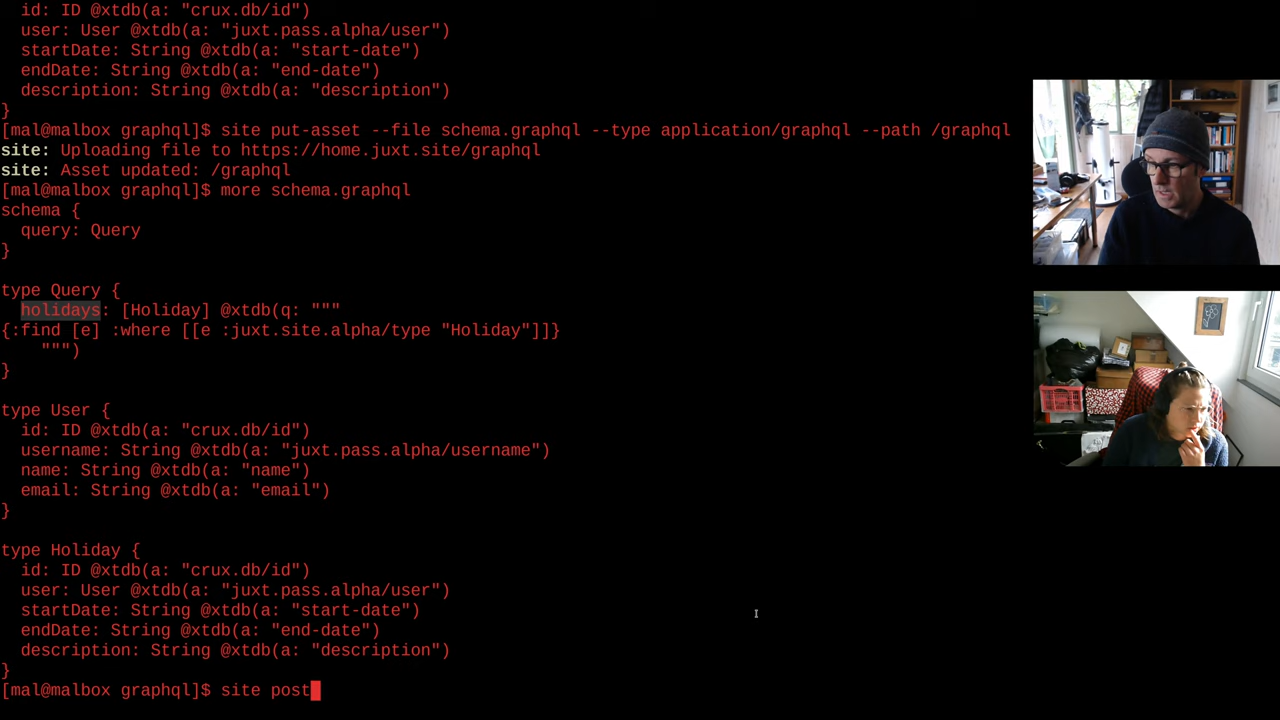 id: ID @xtdb(a: "crux.db/id")
user: User @xtdb(a: "juxt.pass.alpha/user")
startDate: String @xtdb(a: "start-date")
endDate: String @xtdb(a: "end-date")
description: String @xtdb(a: "description")
}
[mal@malbox graphql]$ site put-asset --file schema.graphql --type application/graphql --path /graphql
site: Uploading file to https://home.juxt.site/graphql
site: Asset updated: /graphql
[mal@malbox graphql]$ more schema.graphql
schema {
query: Query
}
type Query {
holidays: [Holiday] @xtdb(q: """
{:find [e] :where [[e :juxt.site.alpha/type "Holiday"]]}
""")
}
type User {
id: ID @xtdb(a: "crux.db/id")
username: String @xtdb(a: "juxt.pass.alpha/username")
name: String @xtdb(a: "name")
email: String @xtdb(a: "email")
}
type Holiday {
id: ID @xtdb(a: "crux.db/id")
user: User @xtdb(a: "juxt.pass.alpha/user")
startDate: String @xtdb(a: "start-date")
endDate: String @xtdb(a: "end-date")
description: String @xtdb(a: "description")
}
[mal@malbox graphql]$ site post